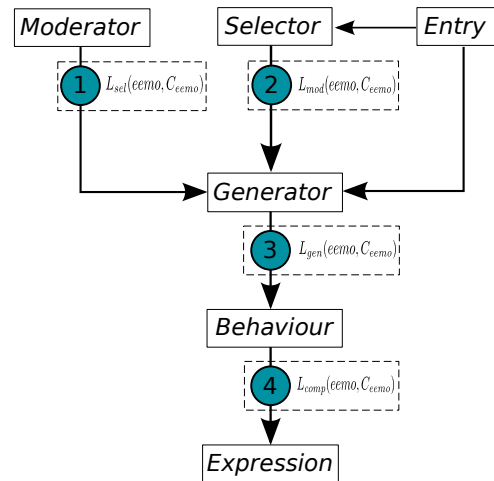 Moderator
Selector
Entry
1 L_sel(eemo, C_eemo)
2 L_mod(eemo, C_eemo)
Generator
3 L_gen(eemo, C_eemo)
Behaviour
4 L_comp(eemo, C_eemo)
Expression